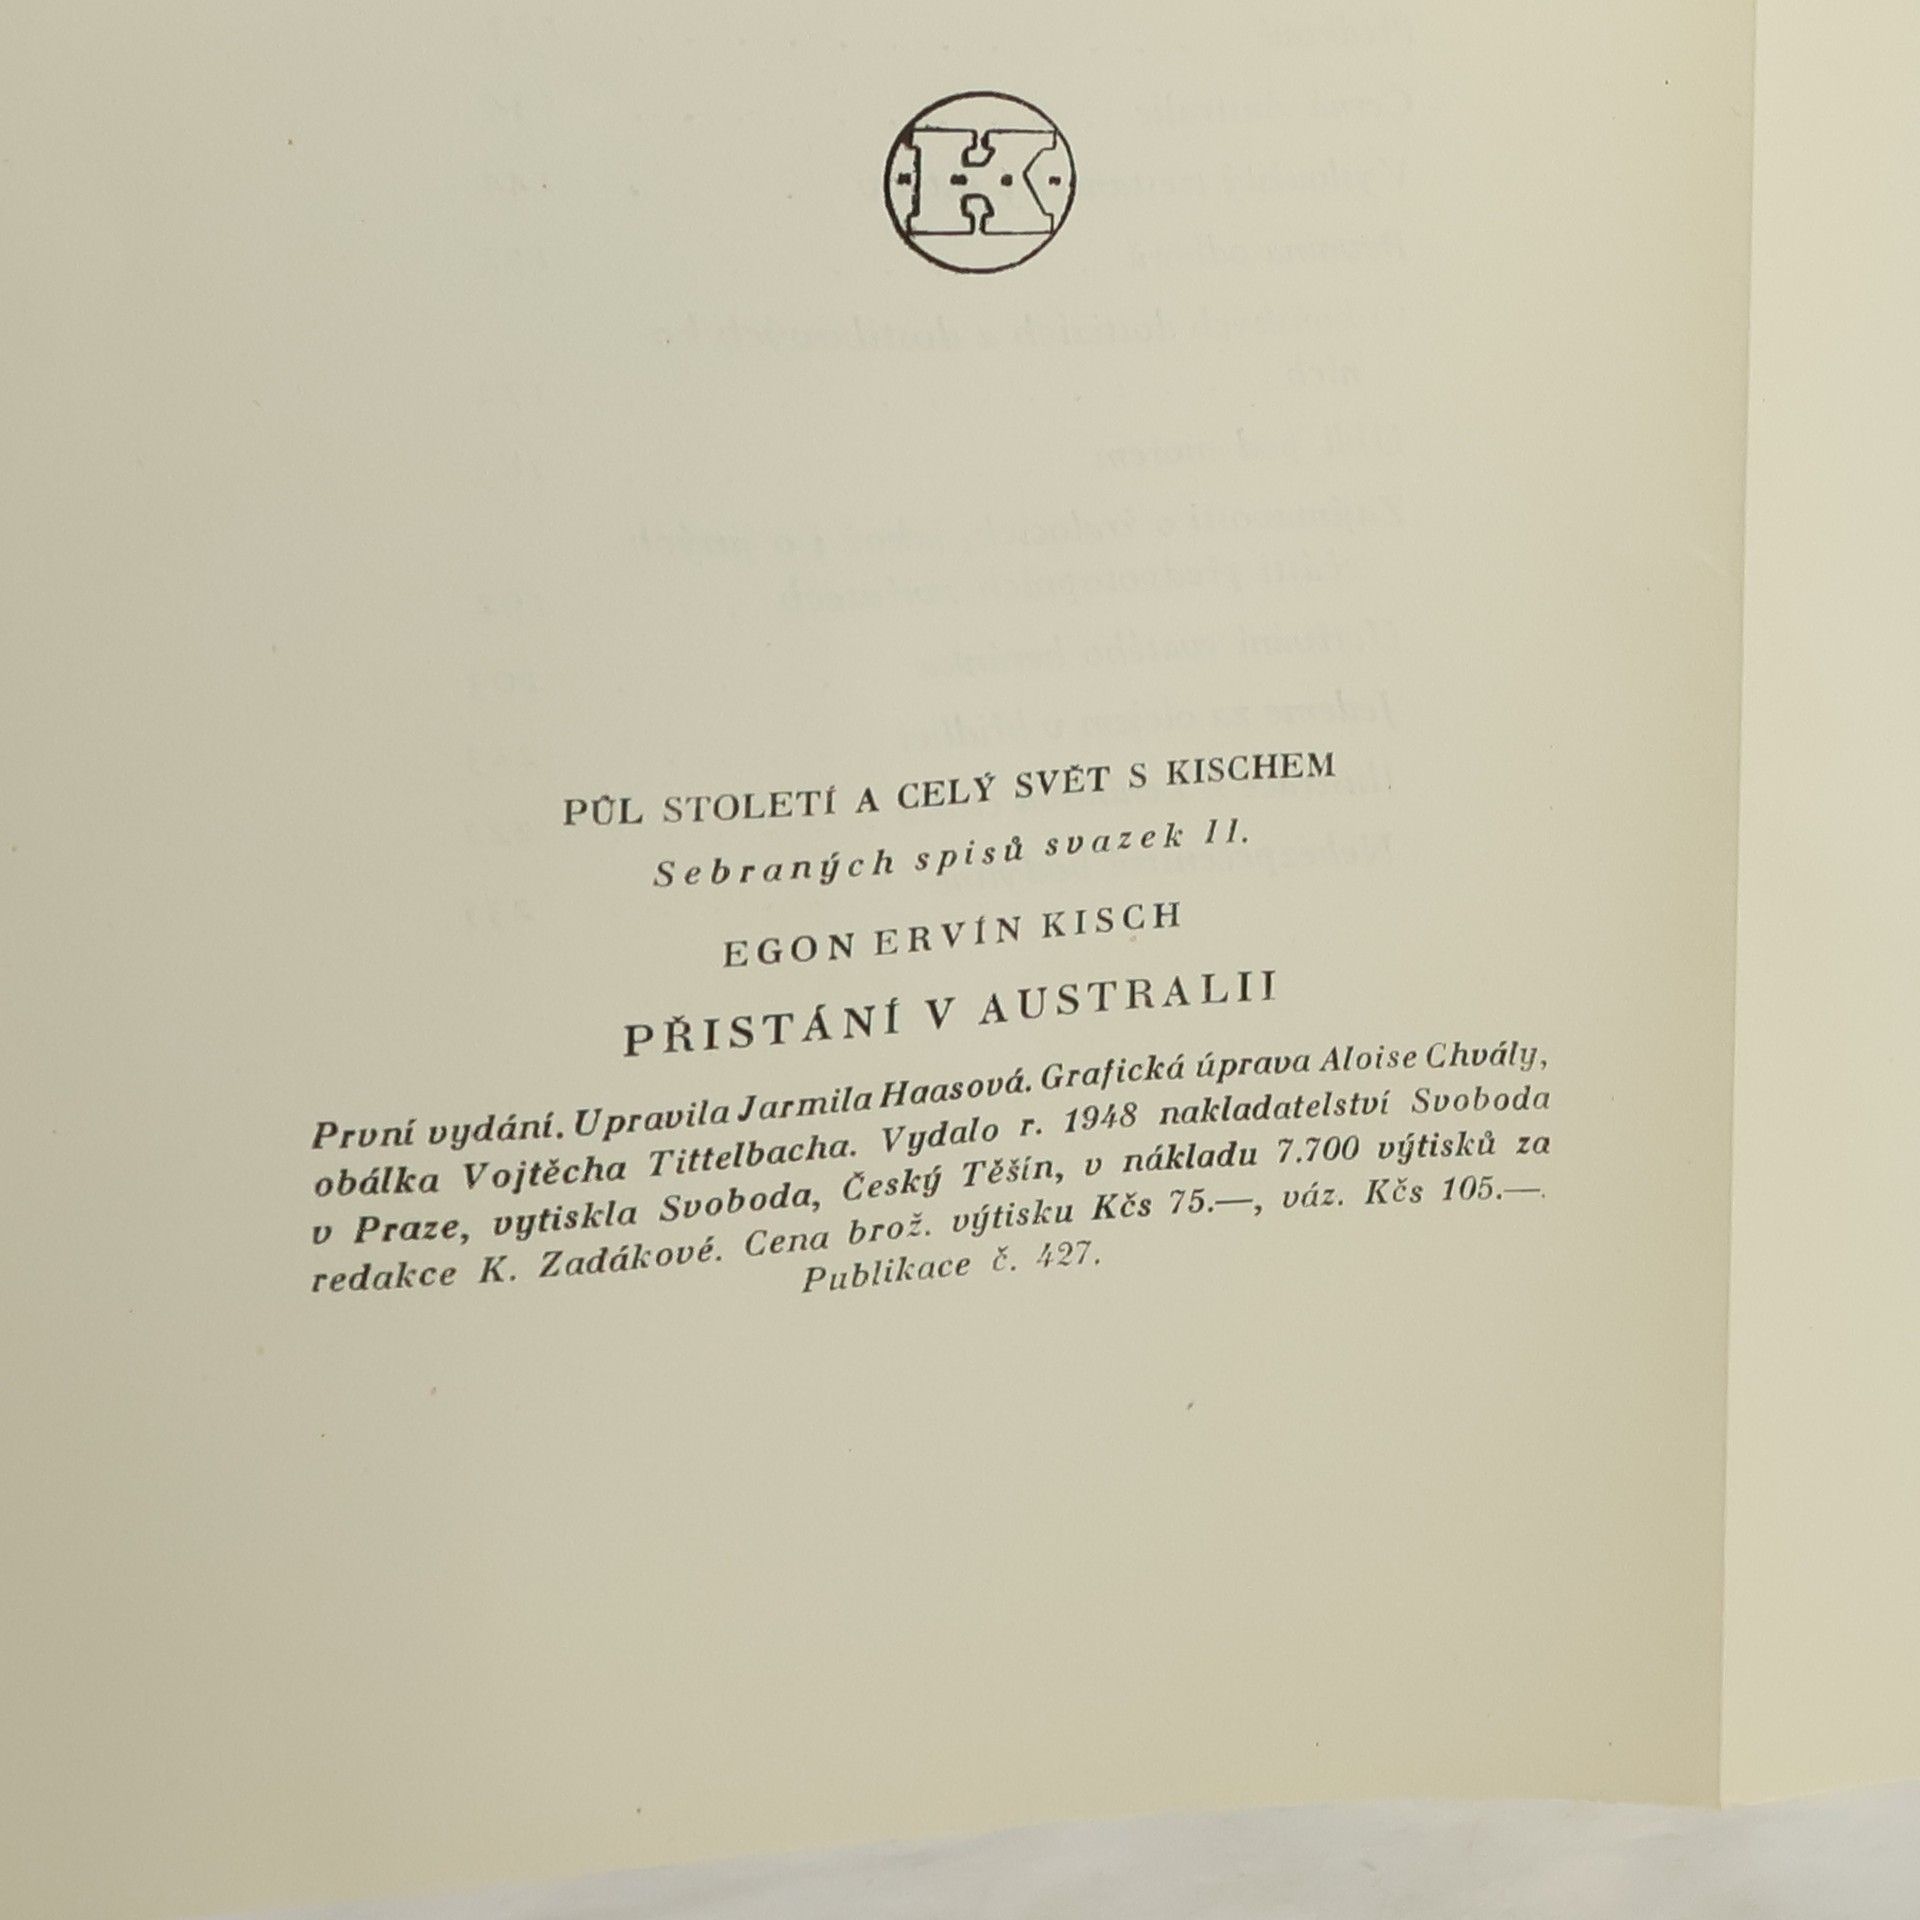 PŮL STOLETÍ A CELÝ SVĚT S KISCHEM
Sebraných spisů svazek II.
EGON ERVÍN KISCH
PŘISTÁNÍ V AUSTRALII
První vydání. Upravila Jarmila Haasová. Grafická úprava Aloise Chvály,
obálka Vojtěcha Tittelbacha. Vydalo r. 1948 nakladatelství Svoboda
v Praze, vytiskla Svoboda, Český Těšín, v nákladu 7.700 výtisků za
redakce K. Zadákové. Cena brož. výtisku Kčs 75.—, váz. Kčs 105.—.
Publikace č. 427.